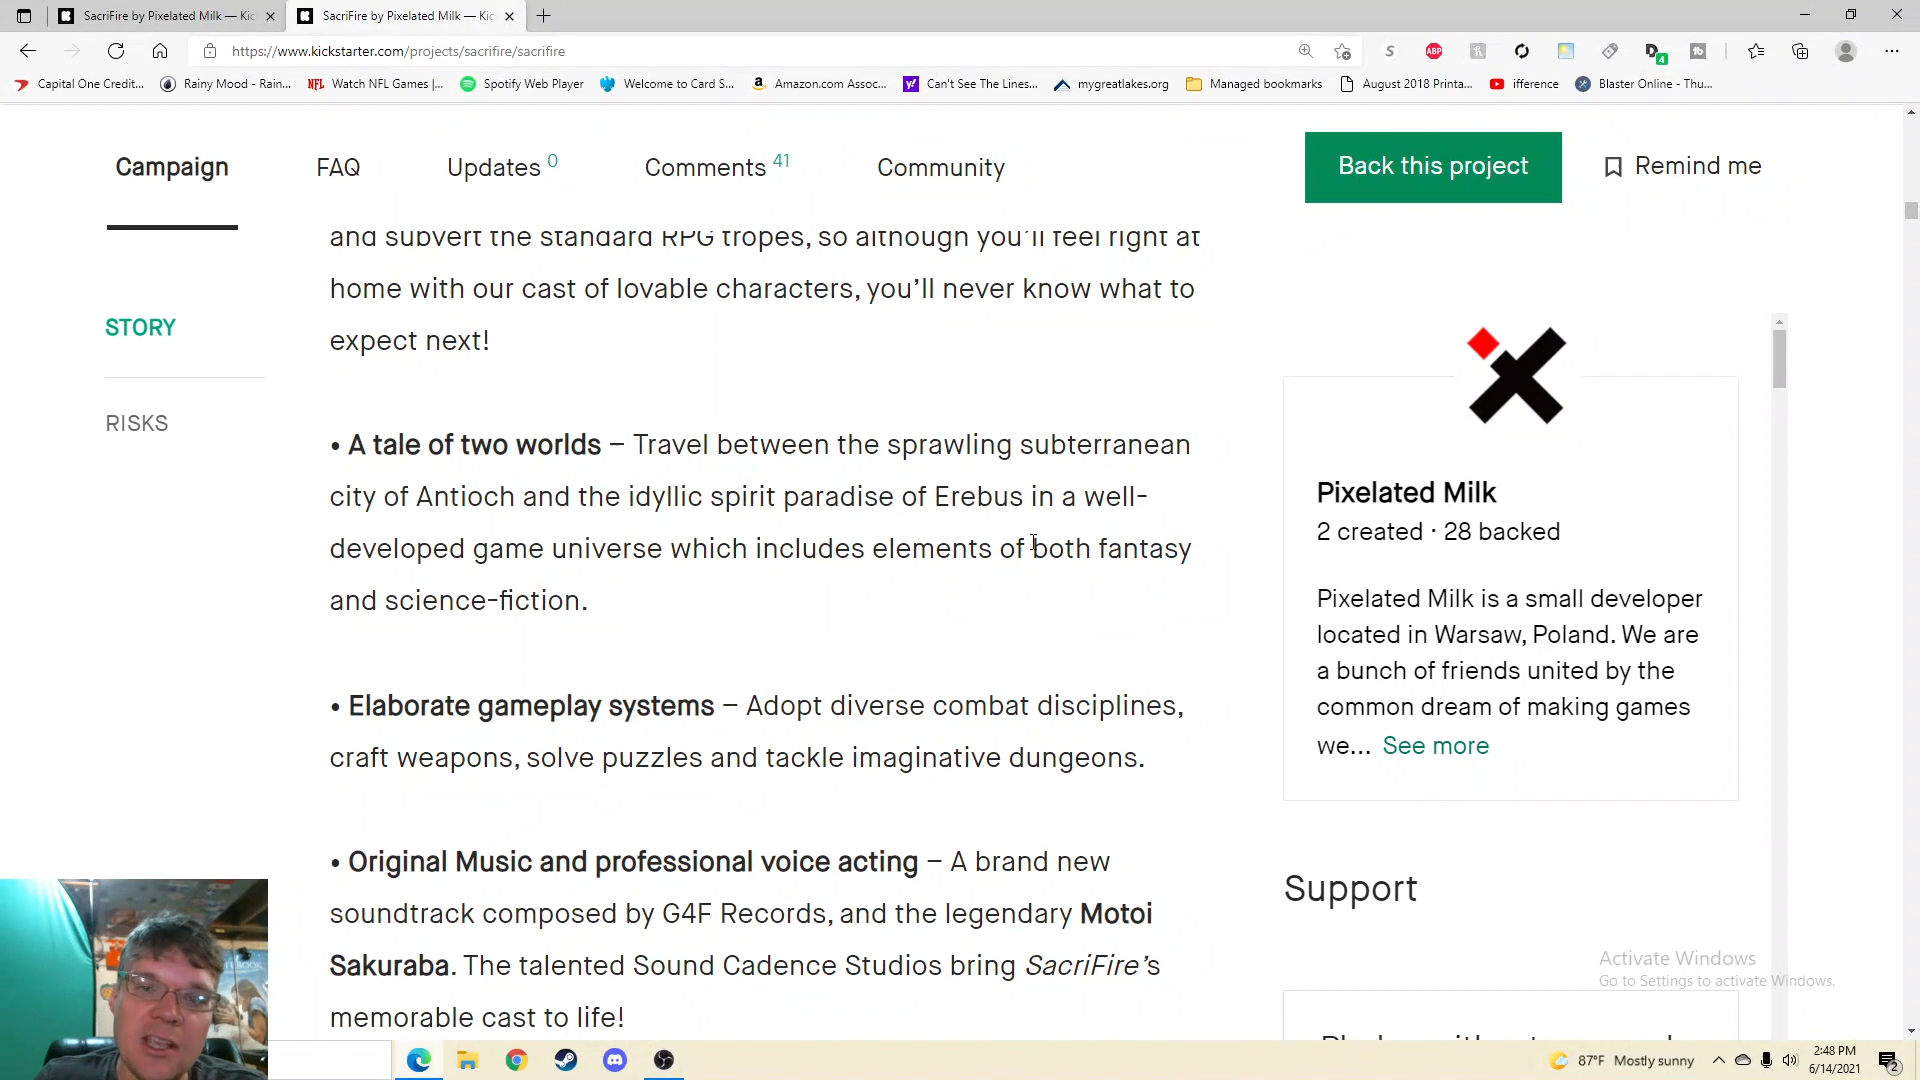 SacriFire by Pixelated Milk — Kic
SacriFire by Pixelated Milk — Kic
https://www.kickstarter.com/projects/sacrifire/sacrifire
Capital One Credit...
Rainy Mood - Rain...
NFL Watch NFL Games |...
Spotify Web Player
Welcome to Card S...
Amazon.com Assoc...
Can't See The Lines...
mygreatlakes.org
Managed bookmarks
August 2018 Printa...
ifference
Blaster Online - Thu...
Campaign
FAQ
Updates 0
Comments 41
Community
Back this project
Remind me
STORY
RISKS
and subvert the standard RPG tropes, so although you'll feel right at
home with our cast of lovable characters, you'll never know what to
expect next!
• A tale of two worlds – Travel between the sprawling subterranean
city of Antioch and the idyllic spirit paradise of Erebus in a well-
developed game universe which includes elements of both fantasy
and science-fiction.
• Elaborate gameplay systems – Adopt diverse combat disciplines,
craft weapons, solve puzzles and tackle imaginative dungeons.
• Original Music and professional voice acting – A brand new
soundtrack composed by G4F Records, and the legendary Motoi
Sakuraba. The talented Sound Cadence Studios bring SacriFire's
memorable cast to life!
Pixelated Milk
2 created · 28 backed
Pixelated Milk is a small developer
located in Warsaw, Poland. We are
a bunch of friends united by the
common dream of making games
we... See more
Support
Activate Windows
Go to Settings to activate Windows.
87°F Mostly sunny
2:48 PM
6/14/2021
2
ABP
4